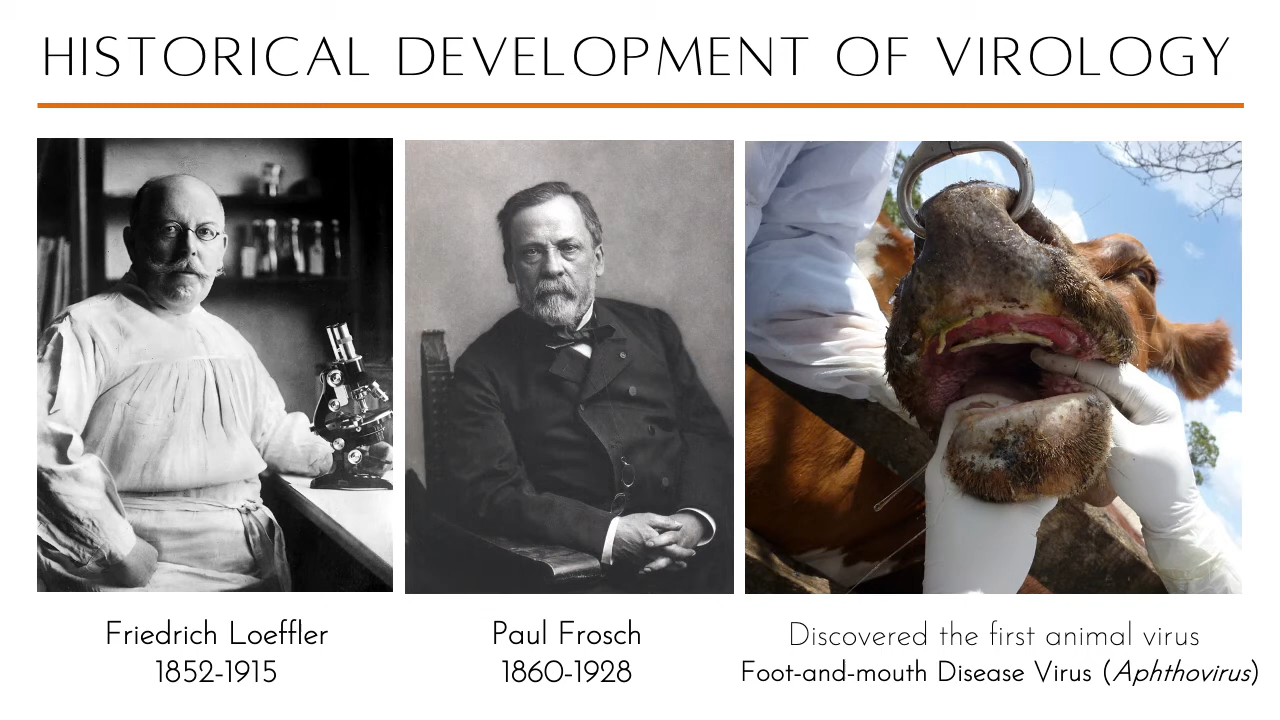 HISTORICAL DEVELOPMENT OF VIROLOGY
Friedrich Loeffler
1852-1915
Paul Frosch
1860-1928
Discovered the first animal virus
Foot-and-mouth Disease Virus (Aphthovirus)